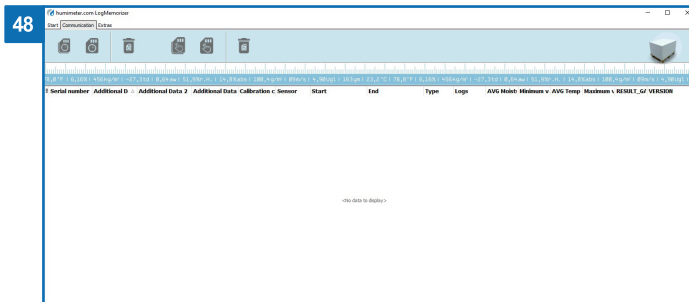 48
humimeter.com LogMemorizer
Start Communication Extras
! Serial number Additional D Additional Data 2 Additional Data Calibration c Sensor Start End Type Logs AVG Moist Minimum v AVG Temp Maximum v RESULT_G/ VERSION
<No data to display>